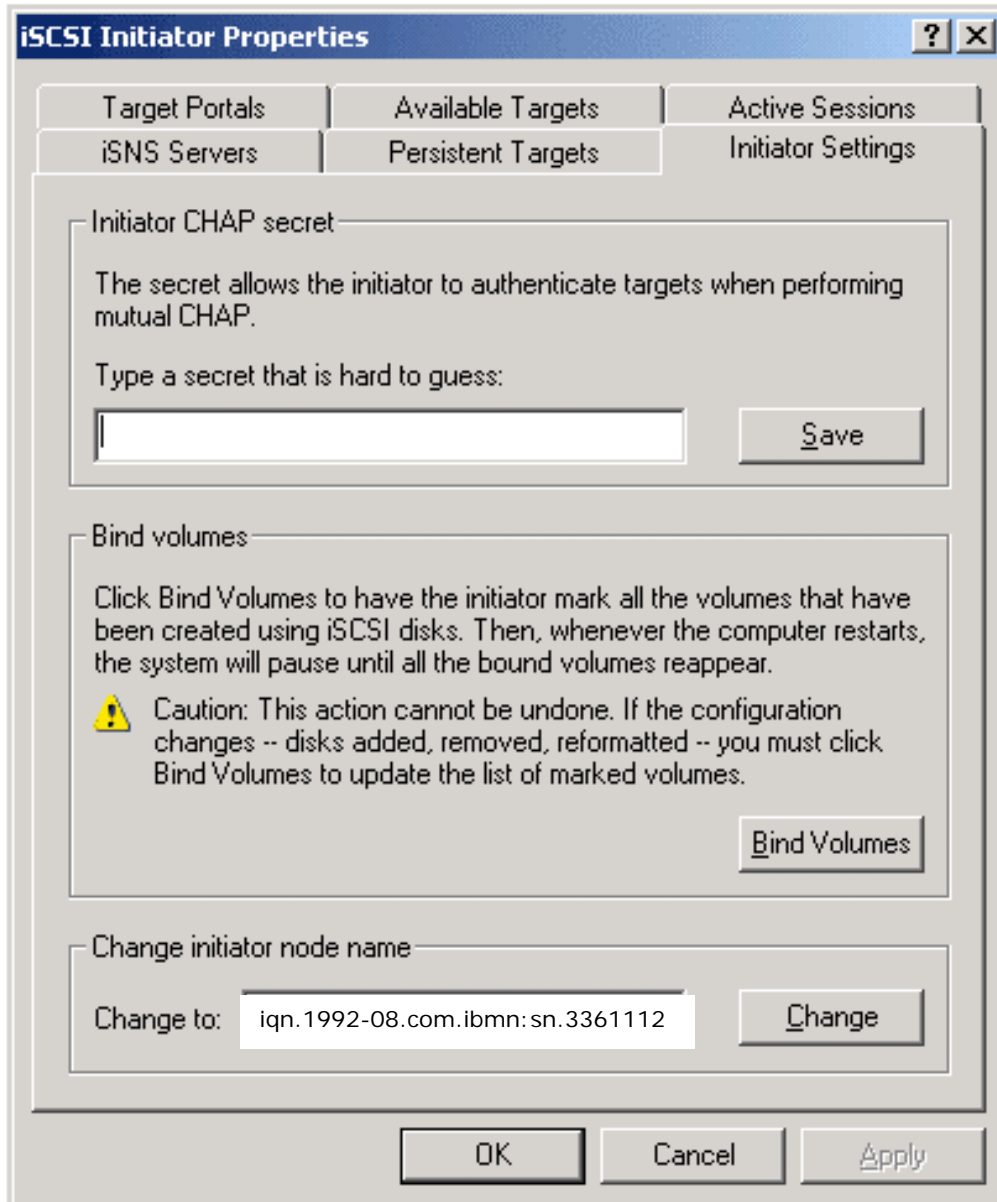 iSCSI Initiator Properties
Target Portals
Available Targets
Active Sessions
iSNS Servers
Persistent Targets
Initiator Settings
Initiator CHAP secret
The secret allows the initiator to authenticate targets when performing
mutual CHAP.
Type a secret that is hard to guess:
Save
Bind volumes
Click Bind Volumes to have the initiator mark all the volumes that have
been created using iSCSI disks. Then, whenever the computer restarts,
the system will pause until all the bound volumes reappear.
Caution: This action cannot be undone. If the configuration
changes -- disks added, removed, reformatted -- you must click
Bind Volumes to update the list of marked volumes.
Bind Volumes
Change initiator node name
Change to: iqn.1992-08.com.ibmn:sn.3361112 Change
OK Cancel Apply